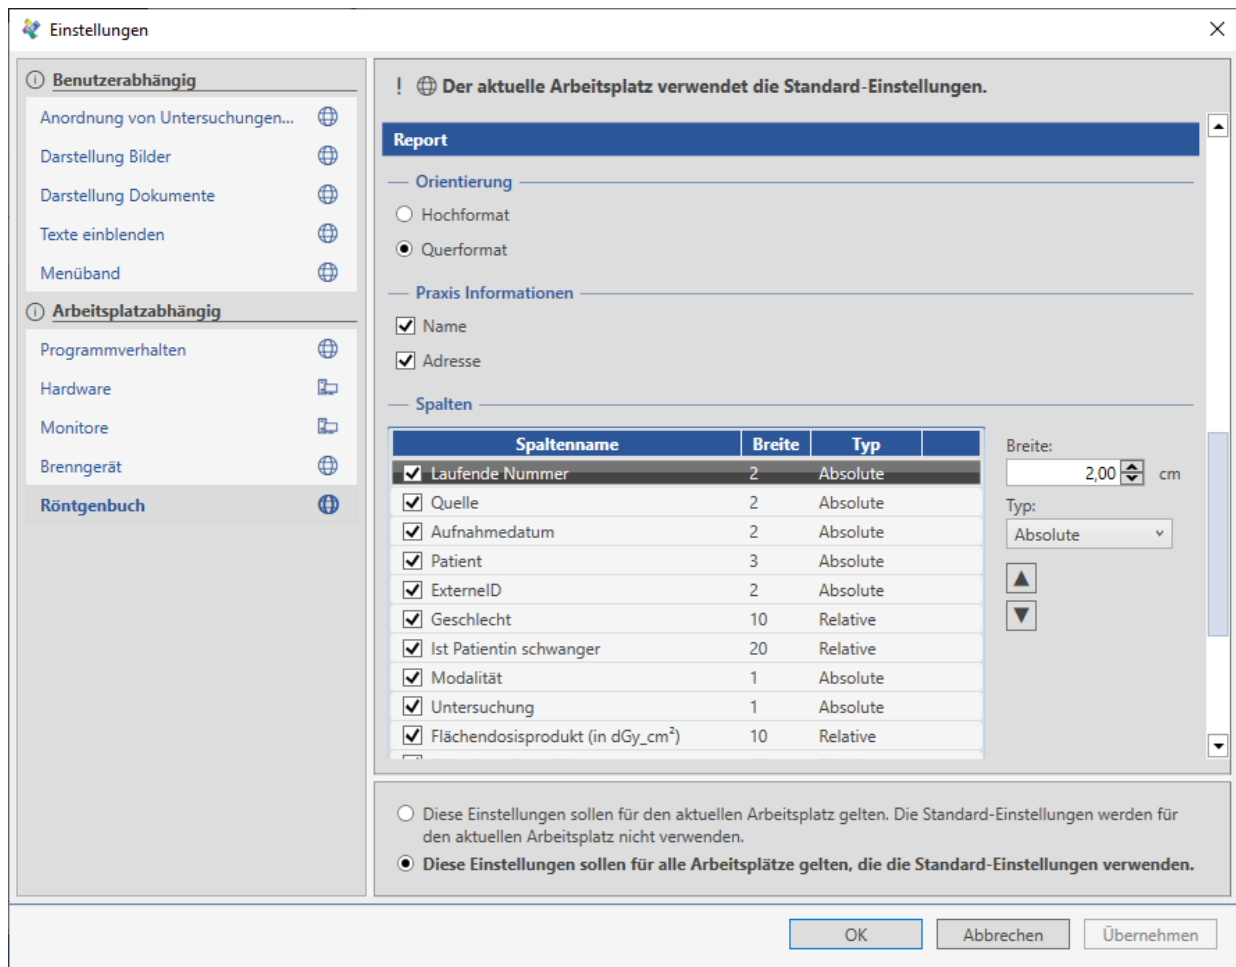 Einstellungen
Benutzerabhängig
Anordnung von Untersuchungen...
Darstellung Bilder
Darstellung Dokumente
Texte einblenden
Menüband
Arbeitsplatzabhängig
Programmverhalten
Hardware
Monitore
Brenngerät
Röntgenbuch
! Der aktuelle Arbeitsplatz verwendet die Standard-Einstellungen.
Report
Orientierung
Hochformat
Querformat
Praxis Informationen
Name
Adresse
Spalten
Spaltenname Breite Typ
Laufende Nummer 2 Absolute
Quelle 2 Absolute
Aufnahmedatum 2 Absolute
Patient 3 Absolute
ExterneID 2 Absolute
Geschlecht 10 Relative
Ist Patientin schwanger 20 Relative
Modalität 1 Absolute
Untersuchung 1 Absolute
Flächendosisprodukt (in dGy_cm²) 10 Relative
Breite:
2,00 cm
Typ:
Absolute
Diese Einstellungen sollen für den aktuellen Arbeitsplatz gelten. Die Standard-Einstellungen werden für
den aktuellen Arbeitsplatz nicht verwenden.
Diese Einstellungen sollen für alle Arbeitsplätze gelten, die die Standard-Einstellungen verwenden.
OK Abbrechen Übernehmen